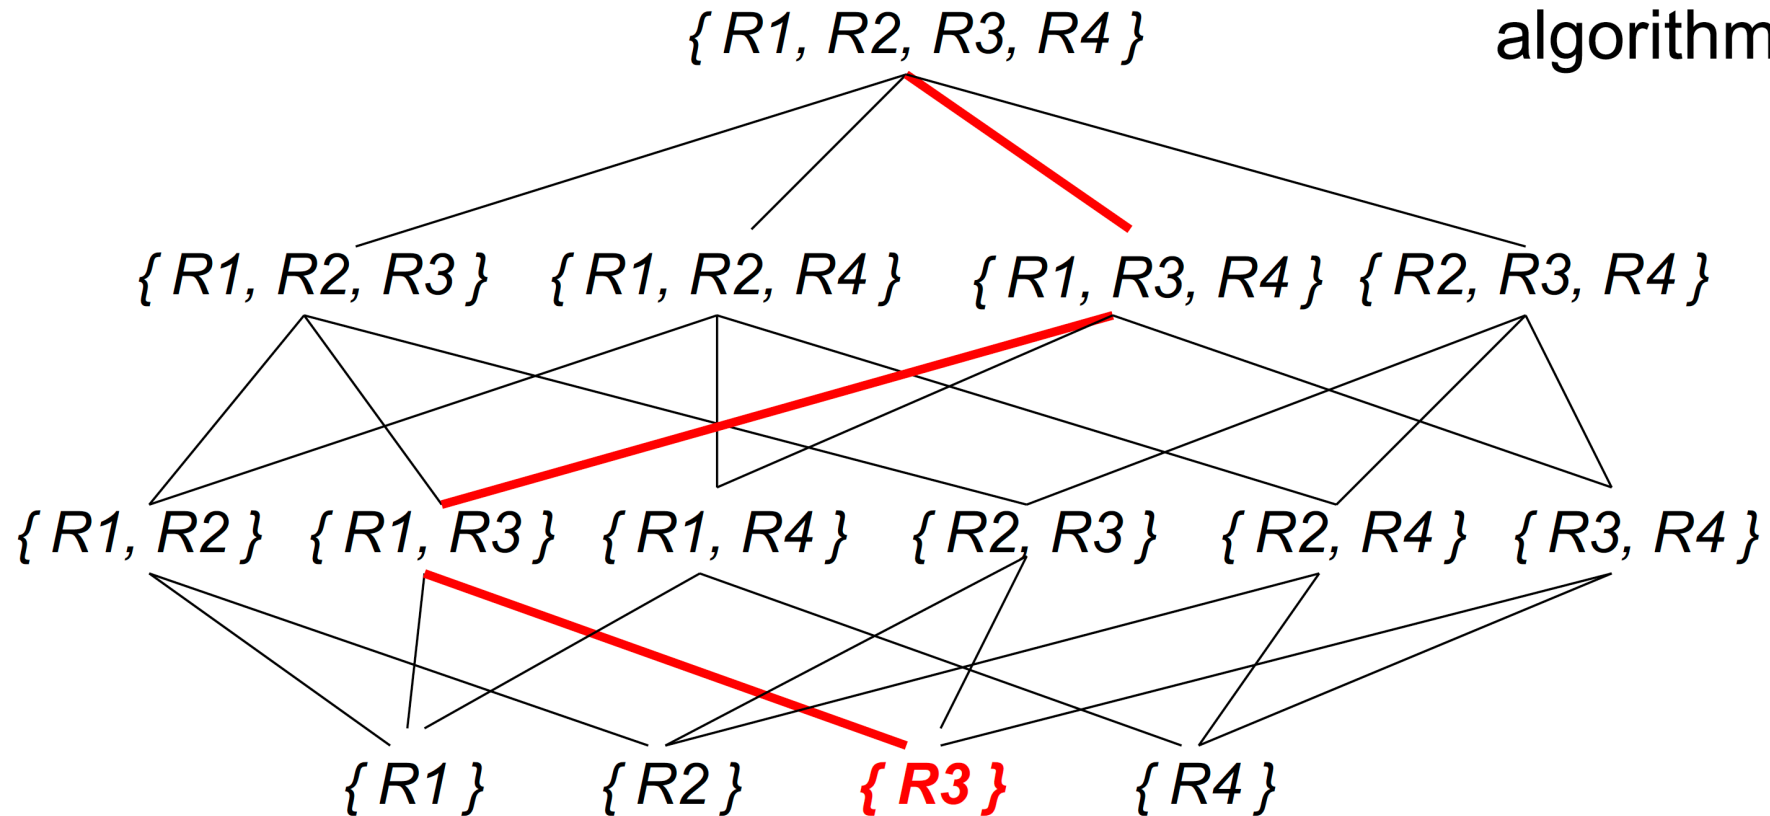 { R1, R2, R3, R4 }
algorithm
{ R1, R2, R3 } { R1, R2, R4 } { R1, R3, R4 } { R2, R3, R4 }
{ R1, R2 } { R1, R3 } { R1, R4 } { R2, R3 } { R2, R4 } { R3, R4 }
{ R1 } { R2 } { R3 } { R4 }